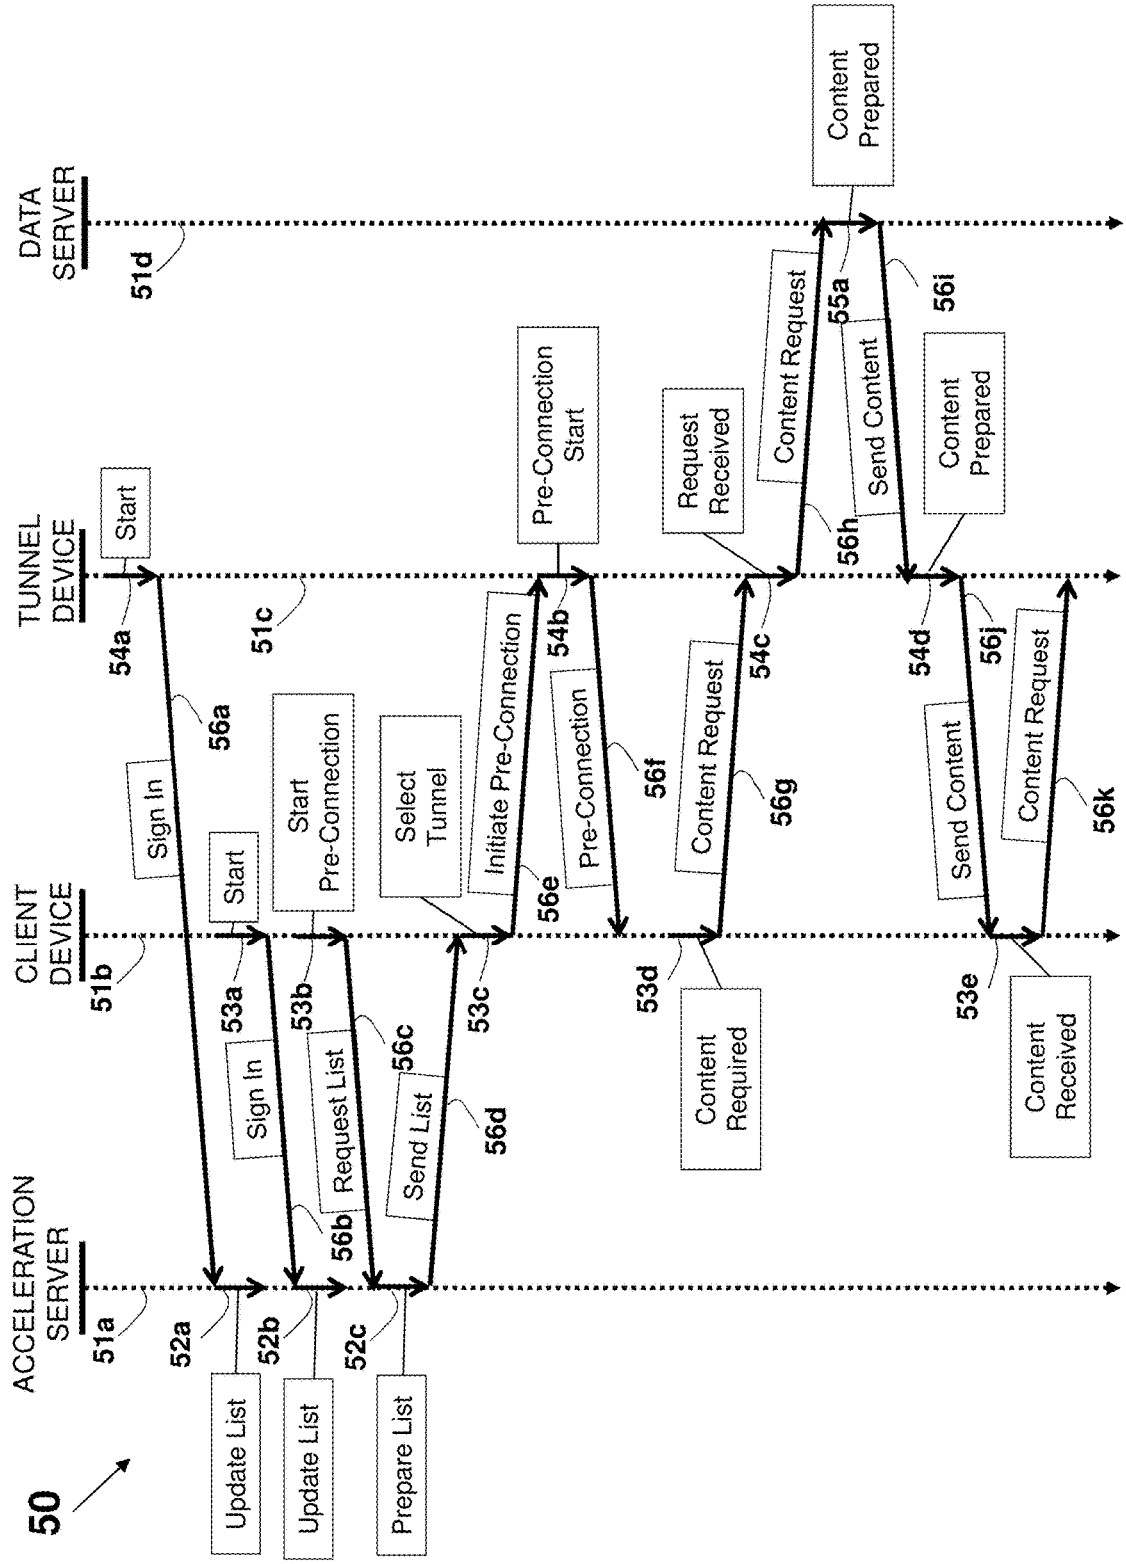 50
ACCELERATION
SERVER
CLIENT
DEVICE
TUNNEL
DEVICE
DATA
SERVER
51a
51b
54a
Start
51d
Sign In
56a
52a
Update List
53a
Start
51c
Sign In
56b
52b
Update List
53b
Start
Pre-Connection
Request List
56c
52c
Prepare List
Send List
56d
53c
Select
Tunnel
Initiate Pre-Connection
56e
54b
Pre-Connection
Start
Pre-Connection
56f
53d
Content
Required
Content Request
56g
54c
Request
Received
Content Request
56h
55a
Content
Prepared
Send Content
56i
54d
Content
Prepared
Send Content
56j
53e
Content
Received
Content Request
56k